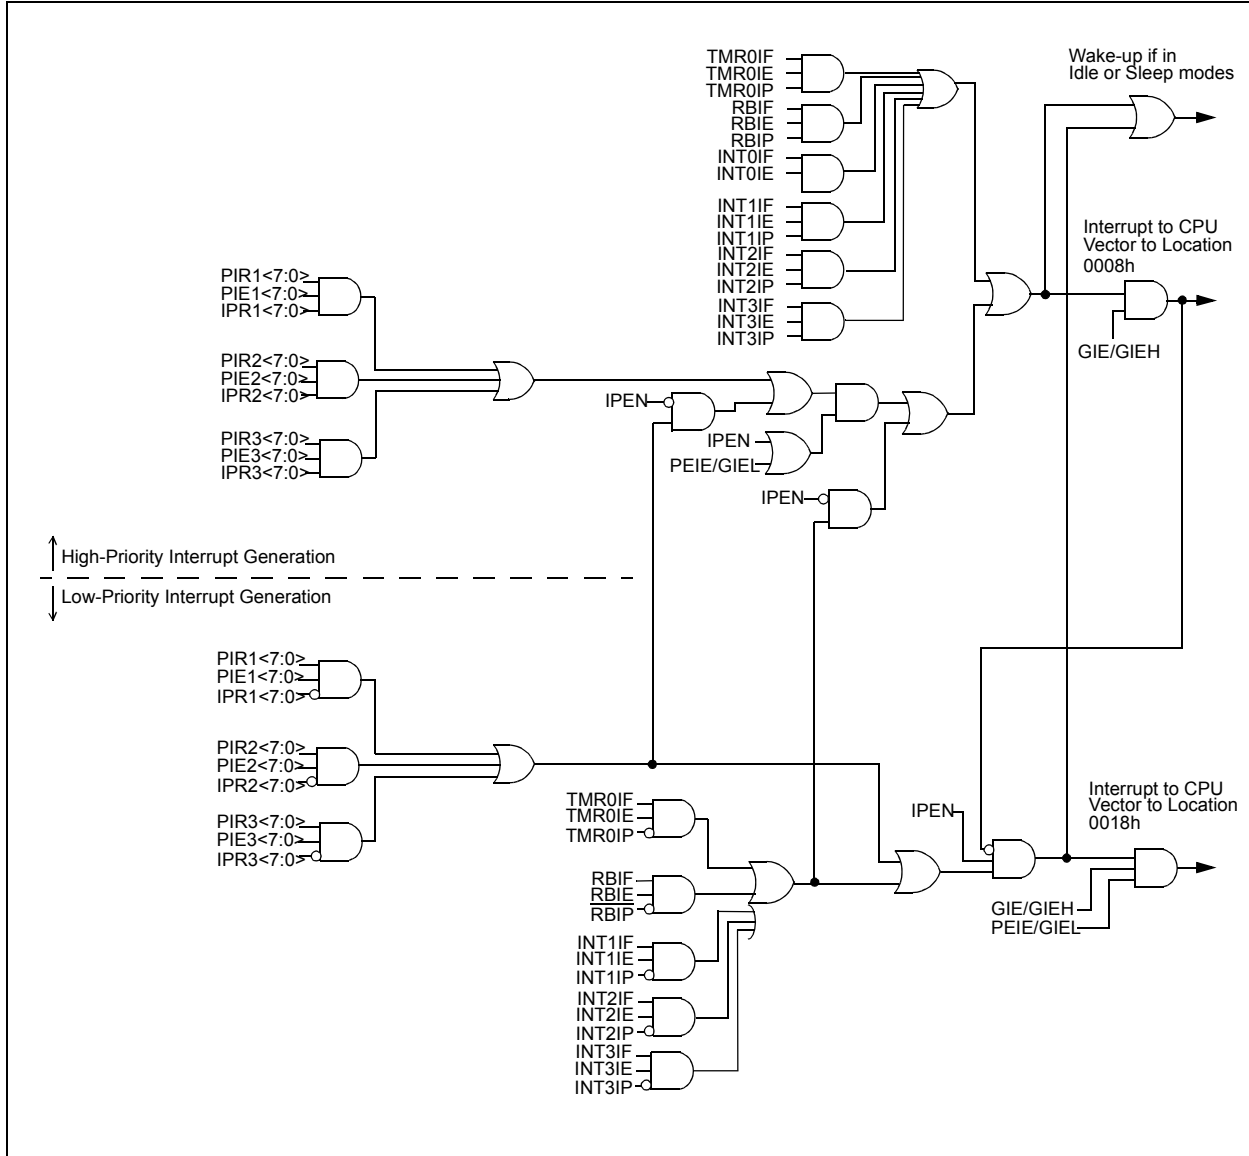 TMR0IF
TMR0IE
TMR0IP
RBIF
RBIE
RBIP
INT0IF
INT0IE
INT1IF
INT1IE
INT1IP
INT2IF
INT2IE
INT2IP
INT3IF
INT3IE
INT3IP
Wake-up if in
Idle or Sleep modes
Interrupt to CPU
Vector to Location
0008h
GIE/GIEH
PIR1<7:0>
PIE1<7:0>
IPR1<7:0>
PIR2<7:0>
PIE2<7:0>
IPR2<7:0>
PIR3<7:0>
PIE3<7:0>
IPR3<7:0>
IPEN
IPEN
PEIE/GIEL
IPEN
High-Priority Interrupt Generation
Low-Priority Interrupt Generation
PIR1<7:0>
PIE1<7:0>
IPR1<7:0>
PIR2<7:0>
PIE2<7:0>
IPR2<7:0>
PIR3<7:0>
PIE3<7:0>
IPR3<7:0>
TMR0IF
TMR0IE
TMR0IP
RBIF
RBIE
RBIP
INT1IF
INT1IE
INT1IP
INT2IF
INT2IE
INT2IP
INT3IF
INT3IE
INT3IP
IPEN
Interrupt to CPU
Vector to Location
0018h
GIE/GIEH
PEIE/GIEL